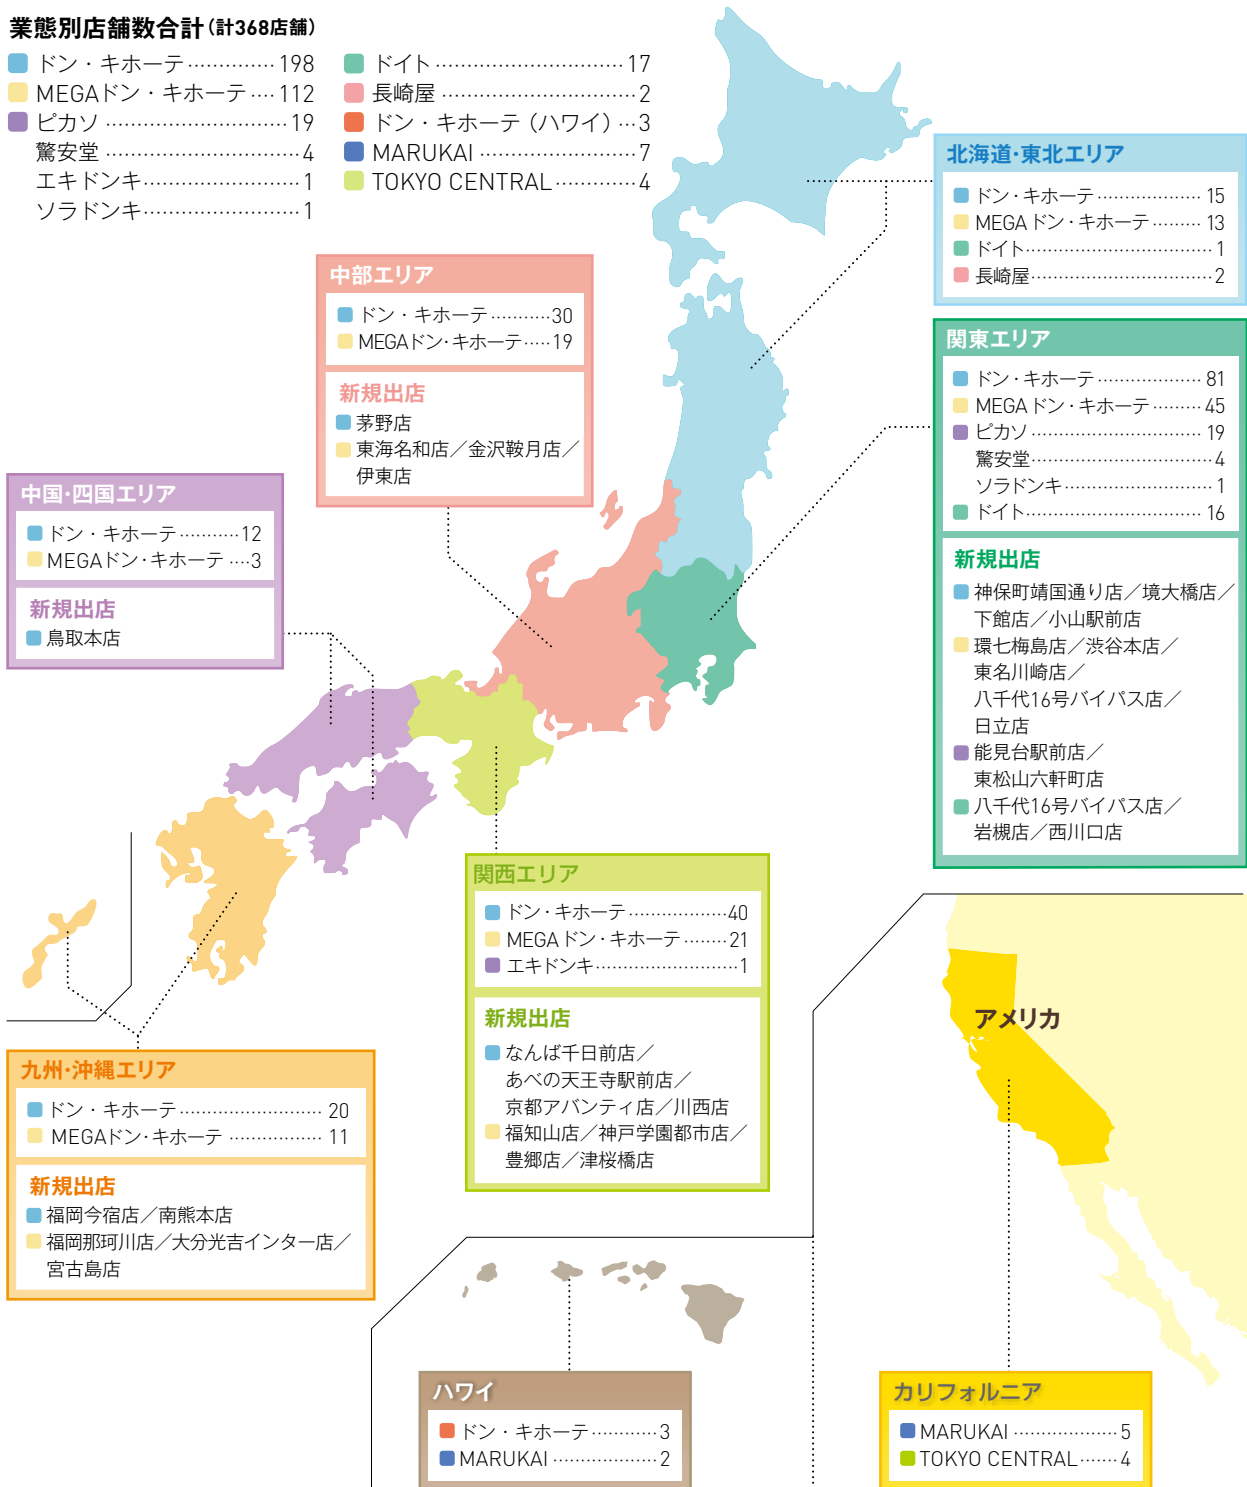 業態別店舗数合計(計368店舗)
ドン・キホーテ……………198
MEGAドン・キホーテ……112
ピカソ……………19
驚安堂……………4
エキドンキ……………1
ソラドンキ……………1
ドイト……………17
長崎屋……………2
ドン・キホーテ(ハワイ)…3
MARUKAI……………7
TOKYO CENTRAL……………4
北海道・東北エリア
ドン・キホーテ……………15
MEGAドン・キホーテ……………13
ドイト……………1
長崎屋……………2
中部エリア
ドン・キホーテ……………30
MEGAドン・キホーテ……19
新規出店
茅野店
東海名和店／金沢鞍月店／
伊東店
関東エリア
ドン・キホーテ……………81
MEGAドン・キホーテ………45
ピカソ……………19
驚安堂……………4
ソラドンキ……………1
ドイト……………16
新規出店
神保町靖国通り店／境大橋店／
下館店／小山駅前店
環七梅島店／渋谷本店／
東名川崎店／
八千代16号バイパス店／
日立店
能見台駅前店／
東松山六軒町店
八千代16号バイパス店／
岩槻店／西川口店
中国・四国エリア
ドン・キホーテ…………12
MEGAドン・キホーテ……3
新規出店
鳥取本店
関西エリア
ドン・キホーテ……………40
MEGAドン・キホーテ………21
エキドンキ……………1
新規出店
なんば千日前店／
あべの天王寺駅前店／
京都アバンティ店／川西店
福知山店／神戸学園都市店／
豊郷店／津桜橋店
九州・沖縄エリア
ドン・キホーテ……………20
MEGAドン・キホーテ……………11
新規出店
福岡今宿店／南熊本店
福岡那珂川店／大分光吉インター店／
宮古島店
アメリカ
ハワイ
ドン・キホーテ…………3
MARUKAI……………2
カリフォルニア
MARUKAI……………5
TOKYO CENTRAL……4